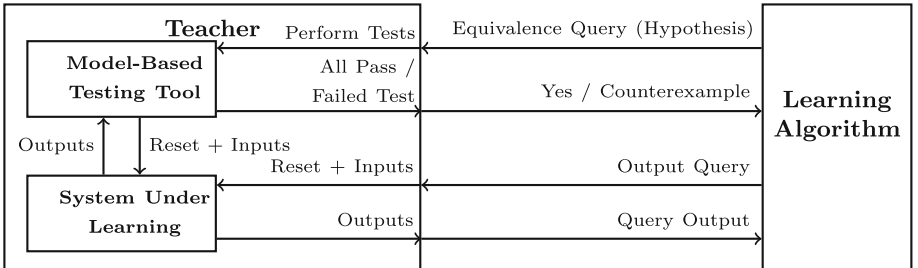 Teacher
Perform Tests
Equivalence Query (Hypothesis)
Model-Based
Testing Tool
All Pass /
Failed Test
Yes / Counterexample
Learning
Algorithm
Outputs
Reset + Inputs
Reset + Inputs
Output Query
System Under
Learning
Outputs
Query Output